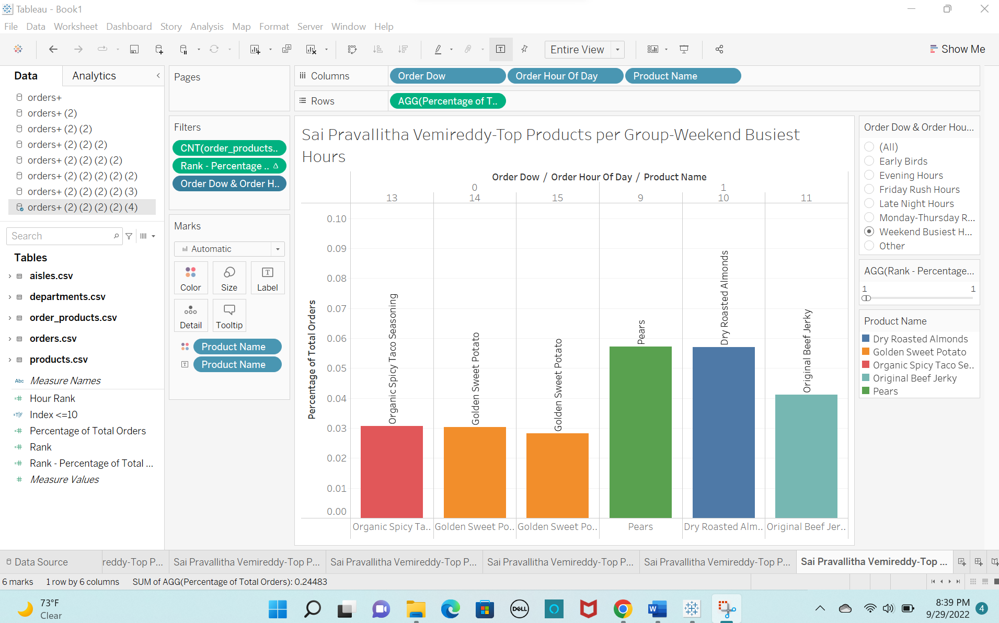 Tableau - Book1
File Data Worksheet Dashboard Story Analysis Map Format Server Window Help
Entire View
Show Me
Data
Analytics
orders+
orders+ (2)
orders+ (2) (2)
orders+ (2) (2) (2)
orders+ (2) (2) (2) (2)
orders+ (2) (2) (2) (2) (2)
orders+ (2) (2) (2) (2) (3)
orders+ (2) (2) (2) (2) (4)
Search
Tables
aisles.csv
departments.csv
order_products.csv
orders.csv
products.csv
Abc Measure Names
Hour Rank
=T|F Index <=10
Percentage of Total Orders
Rank
Rank - Percentage of Total ...
Measure Values
Pages
Filters
CNT(order_products..
Rank - Percentage .. Δ
Order Dow & Order H..
Marks
Automatic
Color
Size
Label
Detail
Tooltip
Product Name
Product Name
Columns
Order Dow
Order Hour Of Day
Product Name
Rows
AGG(Percentage of T..
Sai Pravallitha Vemireddy-Top Products per Group-Weekend Busiest
Hours
Order Dow / Order Hour Of Day / Product Name
0 1
13 14 15 9 10 11
Percentage of Total Orders
0.10
0.09
0.08
0.07
0.06
0.05
0.04
0.03
0.02
0.01
0.00
Organic Spicy Taco Seasoning
Golden Sweet Potato
Golden Sweet Potato
Pears
Dry Roasted Almonds
Original Beef Jerky
Organic Spicy Ta.. Golden Sweet Po.. Golden Sweet Po.. Pears Dry Roasted Alm.. Original Beef Jer..
Order Dow & Order Hou...
(All)
Early Birds
Evening Hours
Friday Rush Hours
Late Night Hours
Monday-Thursday R...
Weekend Busiest H...
Other
AGG(Rank - Percentage...
1 1
Product Name
Dry Roasted Almonds
Golden Sweet Potato
Organic Spicy Taco Se..
Original Beef Jerky
Pears
Data Source
reddy-Top P...
Sai Pravallitha Vemireddy-Top P...
Sai Pravallitha Vemireddy-Top P...
Sai Pravallitha Vemireddy-Top P...
Sai Pravallitha Vemireddy-Top P...
Sai Pravallitha Vemireddy-Top ...
6 marks 1 row by 6 columns SUM of AGG(Percentage of Total Orders): 0.24483
73°F
Clear
DELL
W
8:39 PM
9/29/2022
4